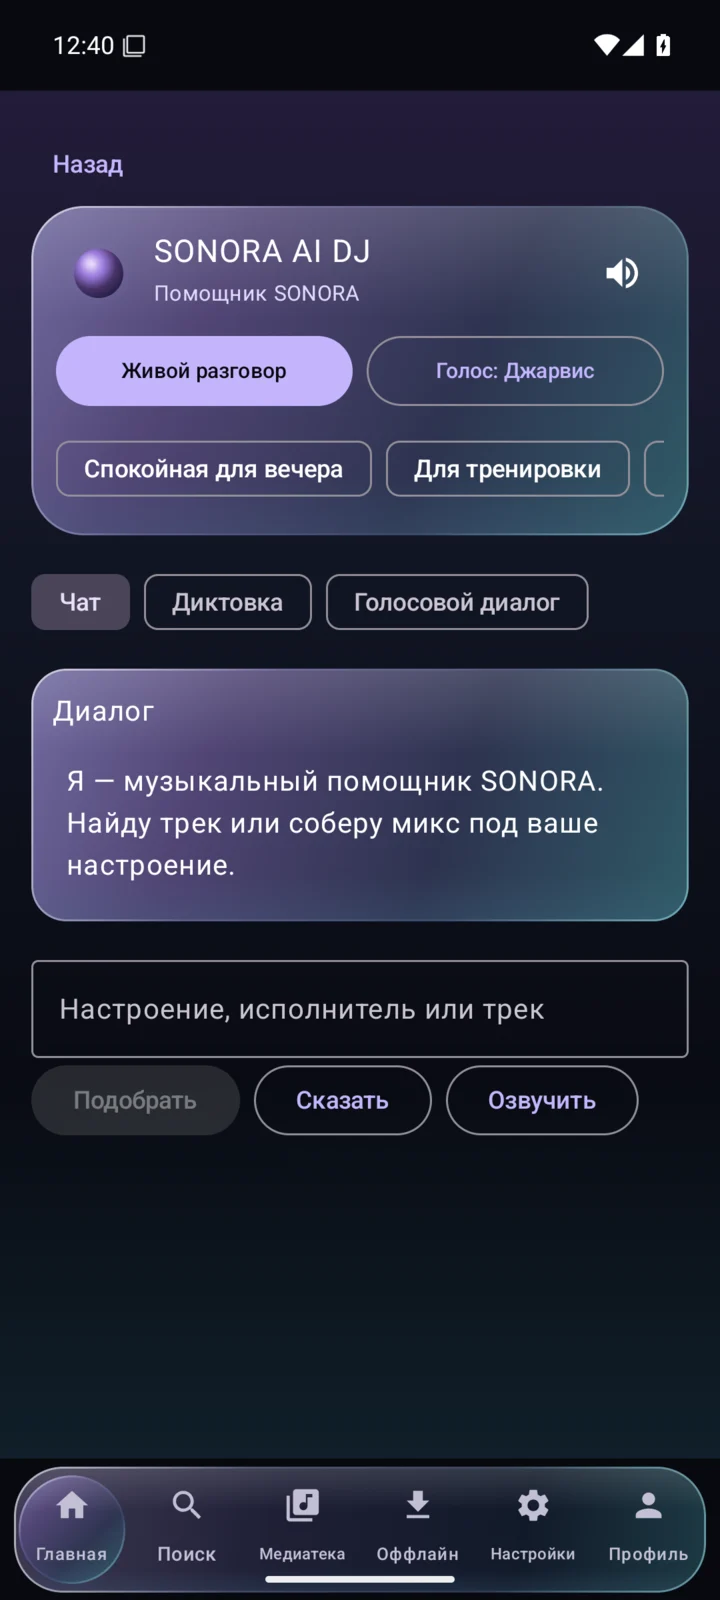 12:40
Назад
SONORA AI DJ
Помощник SONORA
Живой разговор
Голос: Джарвис
Спокойная для вечера
Для тренировки
Чат
Диктовка
Голосовой диалог
Диалог
Я — музыкальный помощник SONORA.
Найду трек или соберу микс под ваше
настроение.
Настроение, исполнитель или трек
Подобрать
Сказать
Озвучить
Главная
Поиск
Медиатека
Оффлайн
Настройки
Профиль